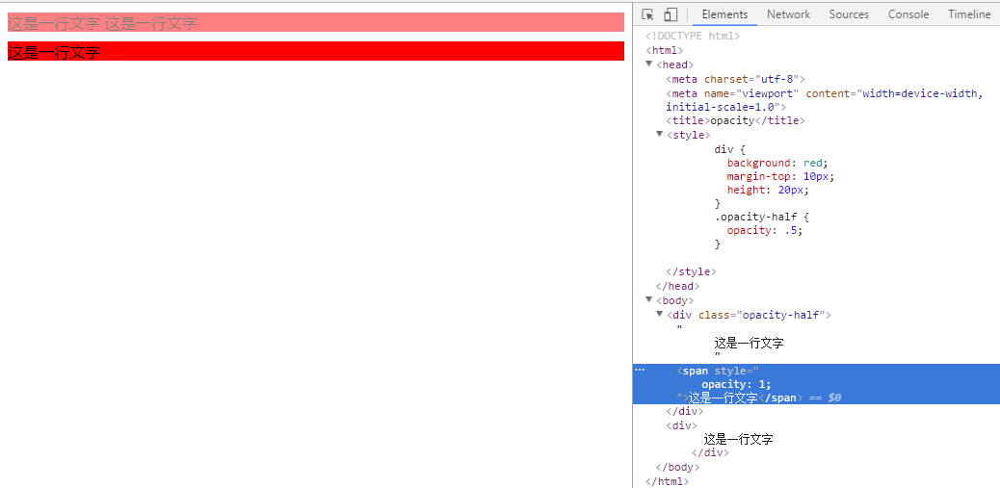 这是一行文字 这是一行文字
这是一行文字
Elements Network Sources Console Timeline
<!DOCTYPE html>
<html>
<head>
<meta charset="utf-8">
<meta name="viewport" content="width=device-width,
initial-scale=1.0">
<title>opacity</title>
<style>
div {
background: red;
margin-top: 10px;
height: 20px;
}
.opacity-half {
opacity: .5;
}
</style>
</head>
<body>
<div class="opacity-half">
"
这是一行文字
"
<span style="
opacity: 1;
">这是一行文字</span> == $0
</div>
<div>
这是一行文字
</div>
</body>
</html>